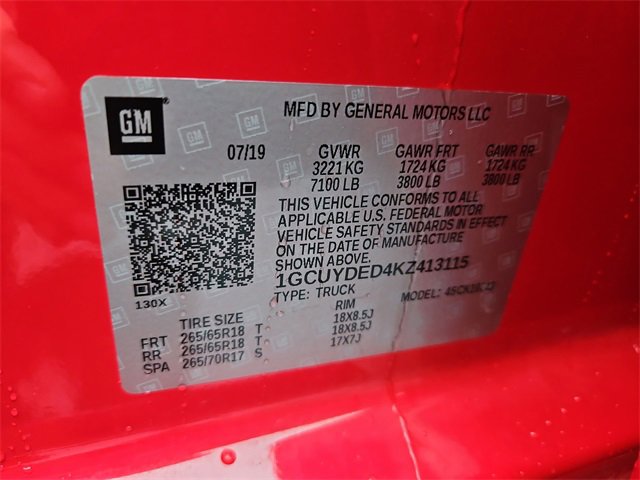 GM
MFD BY GENERAL MOTORS LLC
07/19 GVWR GAWR FRT GAWR RR
3221 KG 1724 KG 1724 KG
7100 LB 3800 LB 3800 LB
THIS VEHICLE CONFORMS TO ALL
APPLICABLE U.S. FEDERAL MOTOR
VEHICLE SAFETY STANDARDS IN EFFECT
ON THE DATE OF MANUFACTURE
SHOWN ABOVE.
1GCUYDED4KZ413115
TYPE: TRUCK MODEL:
130X
TIRE SIZE RIM
FRT 265/65R18 T 18X8.5J
RR 265/65R18 T 18X8.5J
SPA 265/70R17 S 17X7J